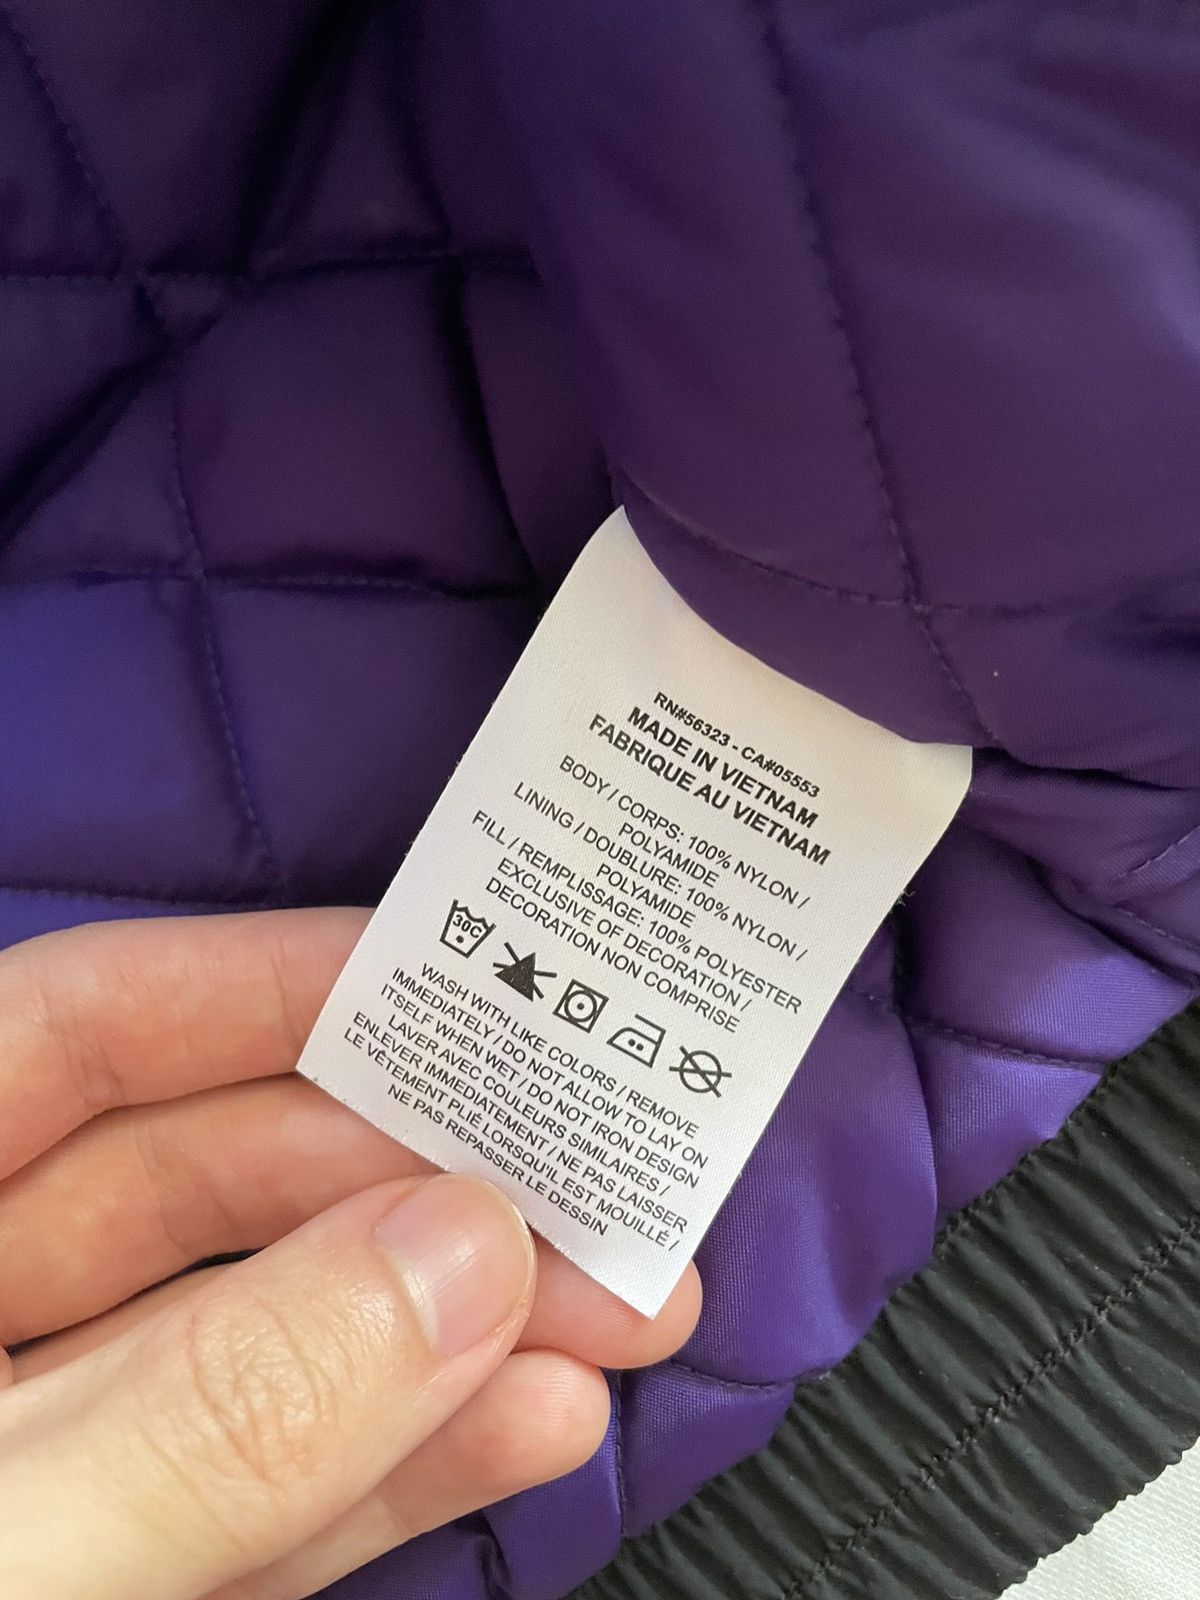 RN#56323 - CA#05553
MADE IN VIETNAM
FABRIQUE AU VIETNAM
BODY / CORPS: 100% NYLON /
POLYAMIDE
LINING / DOUBLURE: 100% NYLON /
POLYAMIDE
FILL / REMPLISSAGE: 100% POLYESTER
EXCLUSIVE OF DECORATION /
DECORATION NON COMPRISE
30C
WASH WITH LIKE COLORS / REMOVE
IMMEDIATELY / DO NOT ALLOW TO LAY ON
ITSELF WHEN WET / DO NOT IRON DESIGN
LAVER AVEC COULEURS SIMILAIRES /
ENLEVER IMMEDIATEMENT / NE PAS LAISSER
LE VÊTEMENT PLIÉ LORSQU'IL EST MOUILLÉ /
NE PAS REPASSER LE DESSIN